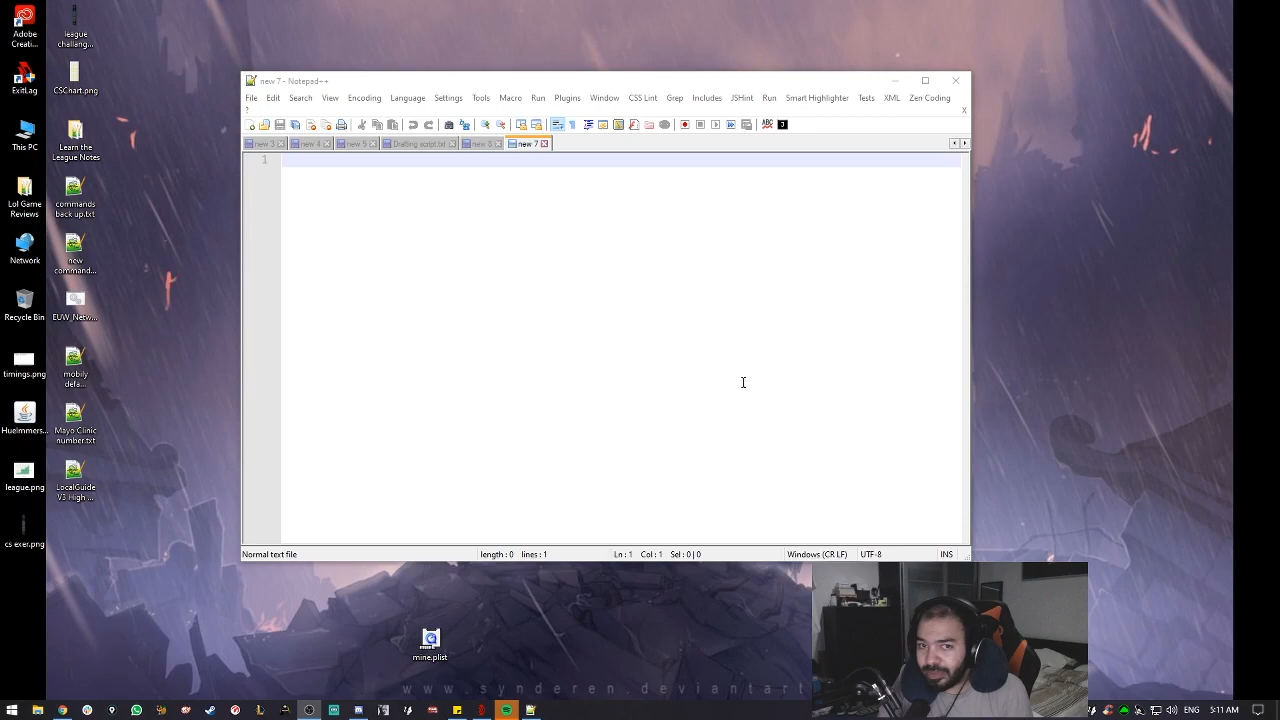 Adobe
Creati...
league
challang...
ExitLag
CSCnart.png
This PC
Learn the
League Notes
Lol Game
Reviews
commands
back up.txt
Network
new
command...
Recycle Bin
EUW_Netw...
timings.png
mobily
defa...
HueImmers...
Mayo Clinic
number.txt
league.png
LocalGuide
V3 High ...
cs exer.png
new 7 - Notepad++
File Edit Search View Encoding Language Settings Tools Macro Run Plugins Window CSS Lint Grep Includes JSHint Run Smart Highlighter Tests XML Zen Coding
? X
new 3 new 4 new 5 Drafting script.txt new 7
1
Normal text file length : 0 lines : 1 Ln : 1 Col : 1 Sel : 0 | 0 Windows (CR LF) UTF-8 INS
mine.plist
www.synderen.deviantart
ENG 5:11 AM